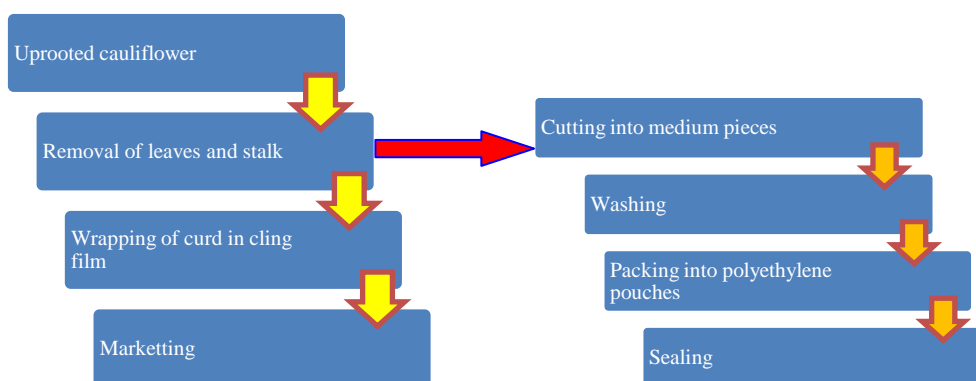 Uprooted cauliflower
Removal of leaves and stalk
Wrapping of curd in cling
film
Marketting
Cutting into medium pieces
Washing
Packing into polyethylene
pouches
Sealing